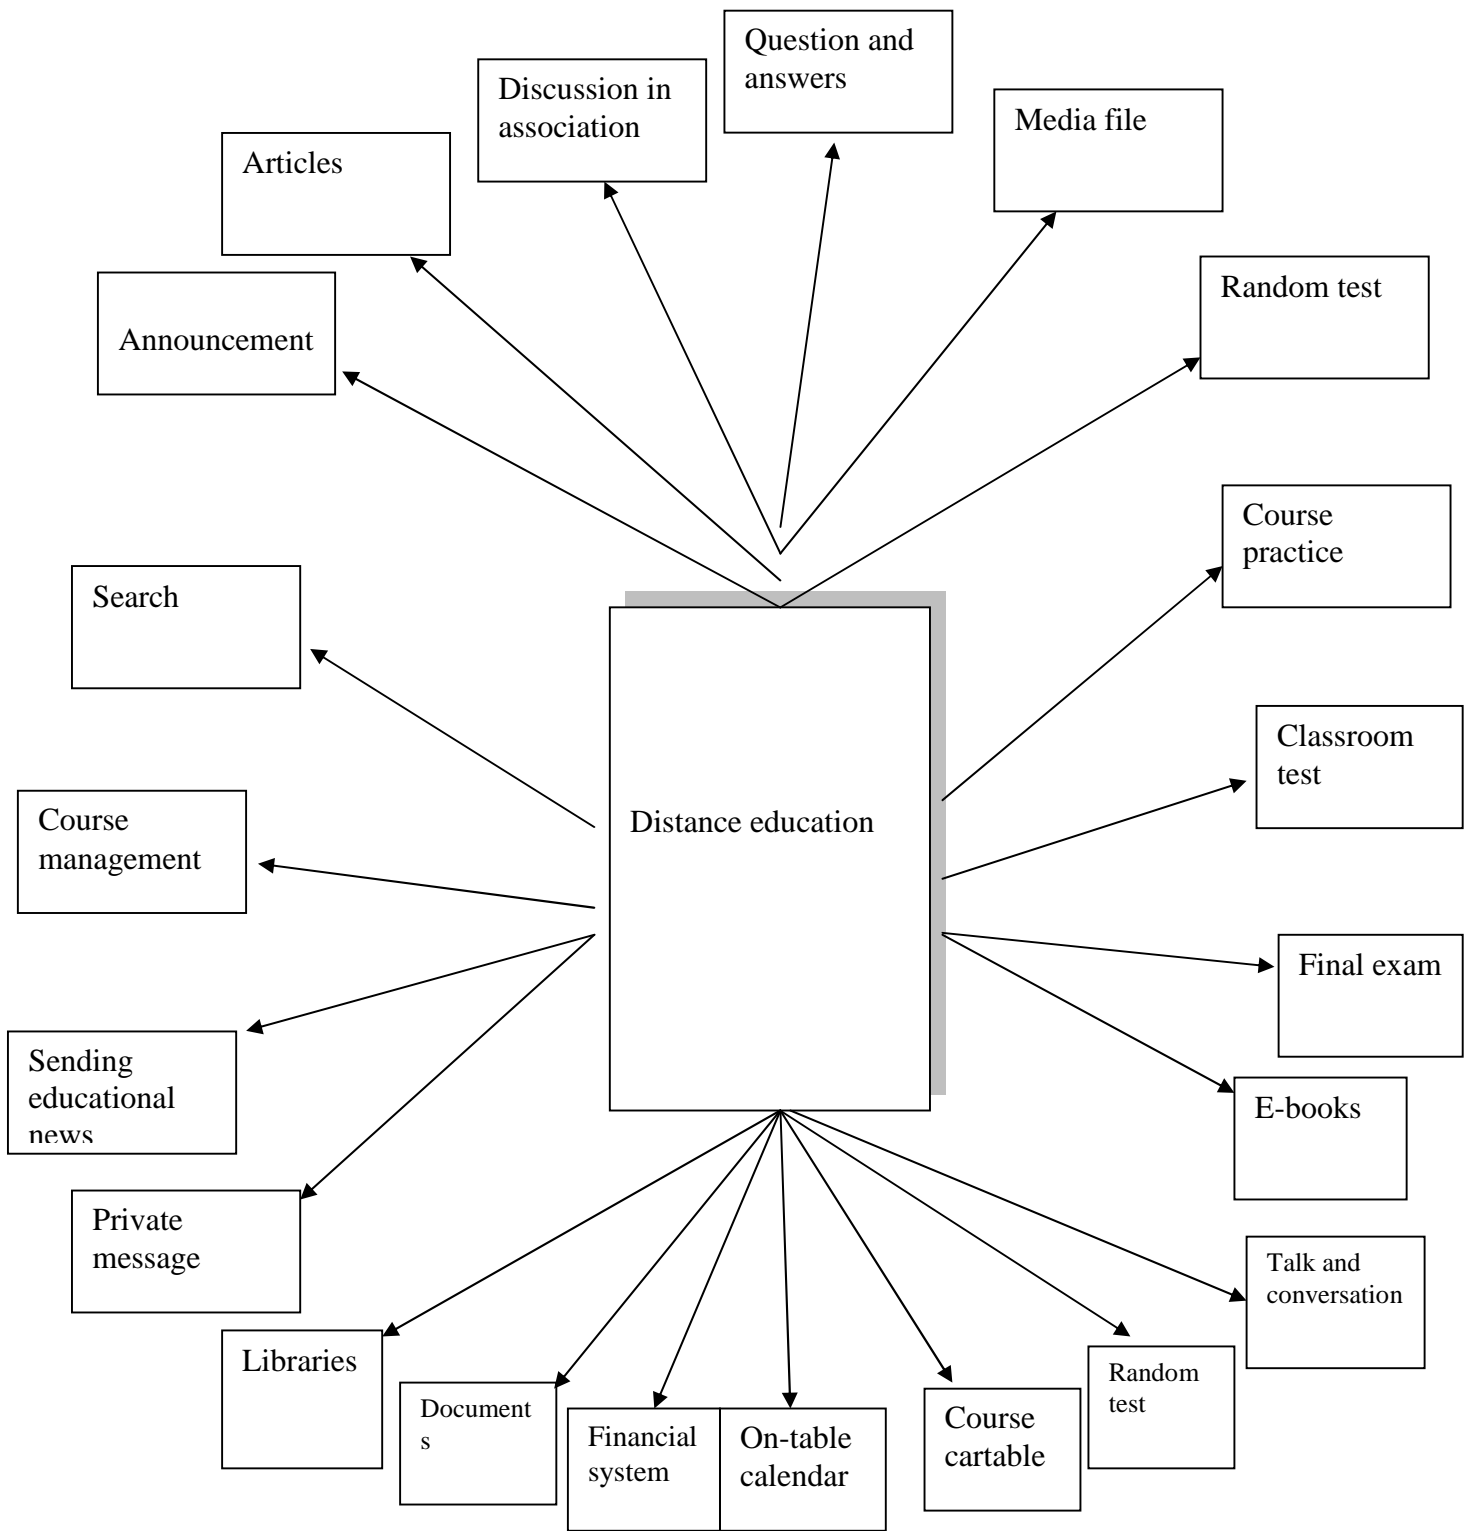 Question and
answers
Discussion in
association
Media file
Articles
Random test
Announcement
Course
practice
Search
Classroom
test
Course
management
Distance education
Final exam
Sending
educational
news
E-books
Private
message
Talk and
conversation
Libraries
Random
test
Document
s
Financial
system
On-table
calendar
Course
cartable